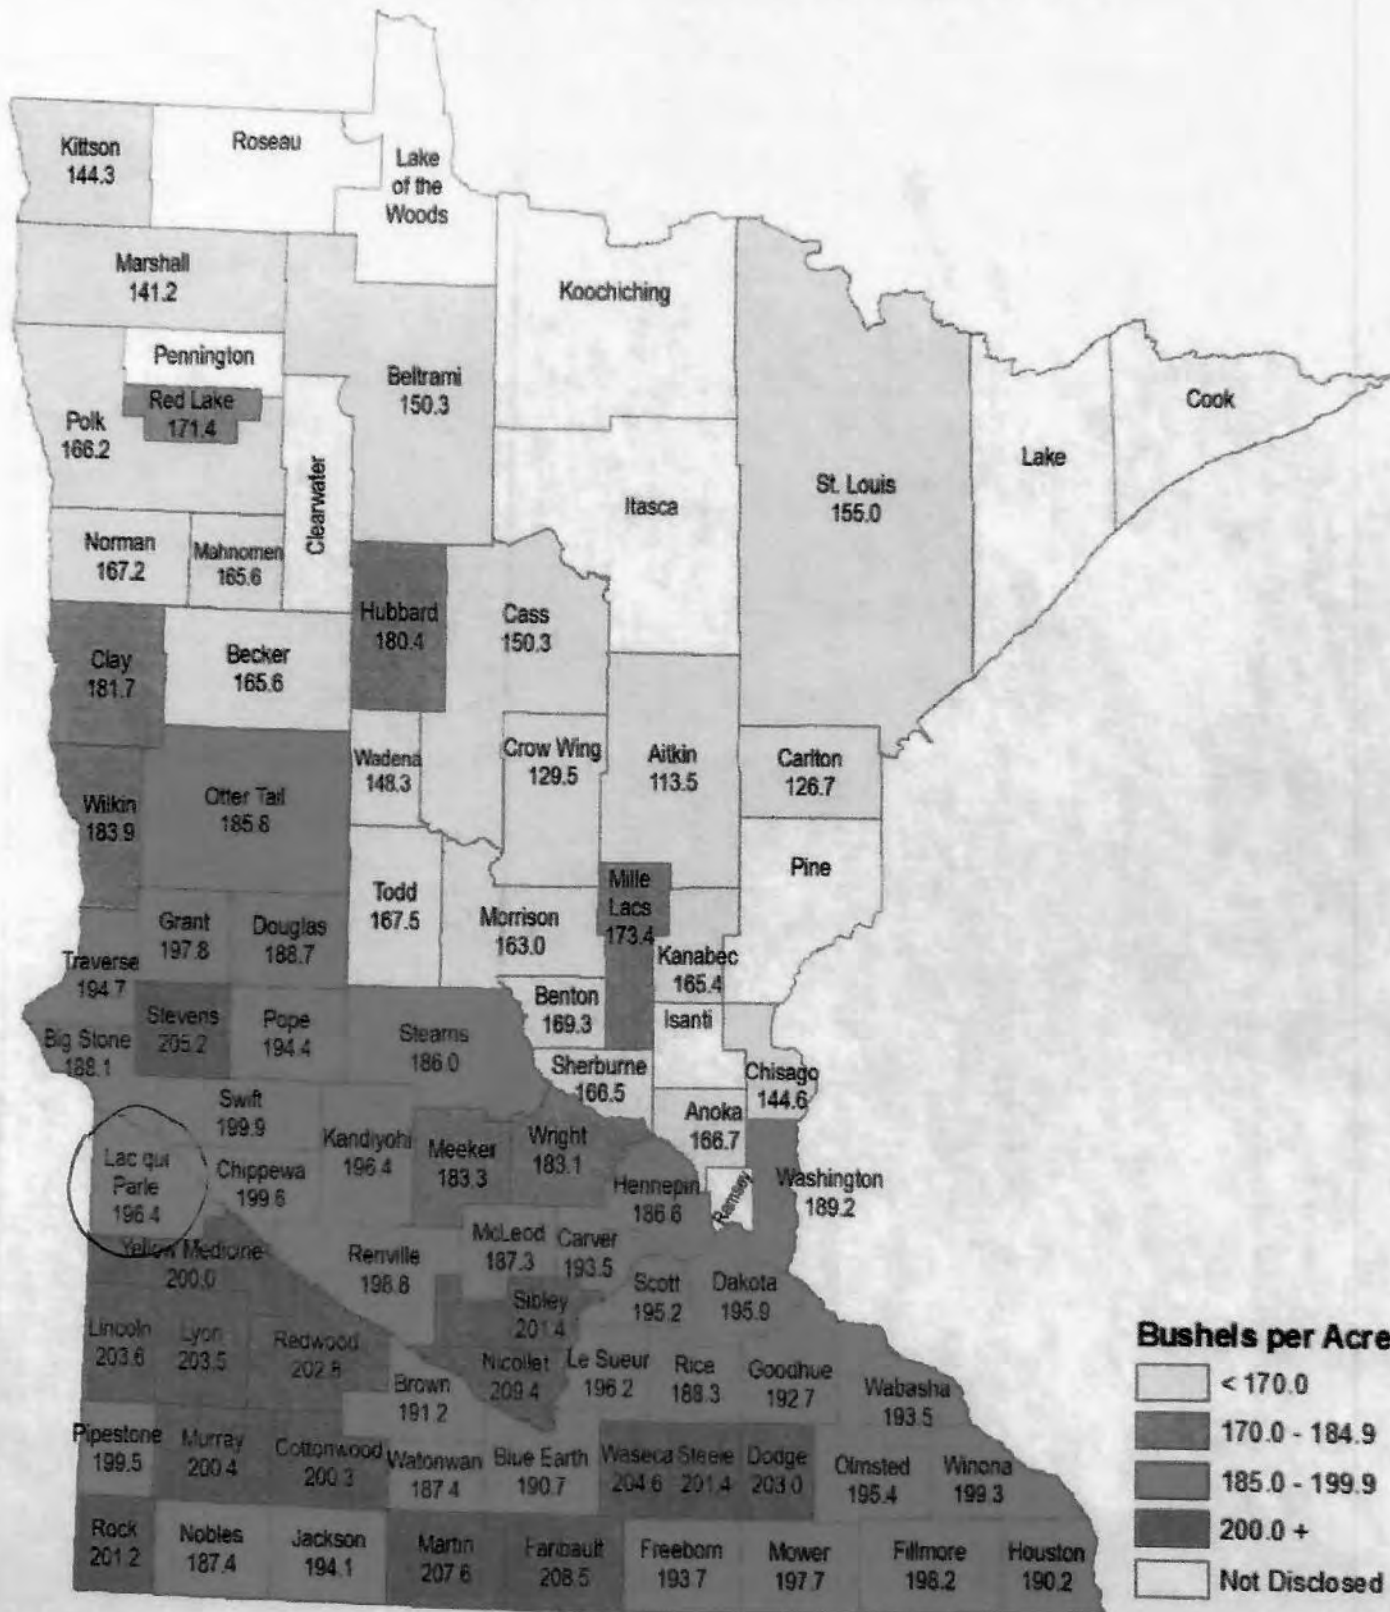 Kittson
144.3
Roseau
Lake
of the
Woods
Marshall
141.2
Koochiching
Pennington
Red Lake
171.4
Polk
166.2
Beltrami
150.3
Clearwater
Itasca
St. Louis
155.0
Lake
Cook
Norman
167.2
Mahnomen
165.6
Hubbard
180.4
Cass
150.3
Clay
181.7
Becker
165.6
Wadena
148.3
Crow Wing
129.5
Aitkin
113.5
Carlton
126.7
Wilkin
183.9
Otter Tail
185.8
Pine
Todd
167.5
Morrison
163.0
Mille
Lacs
173.4
Kanabec
165.4
Grant
197.8
Douglas
188.7
Traverse
194.7
Benton
169.3
Isanti
Stevens
205.2
Pope
194.4
Stearns
186.0
Big Stone
188.1
Sherburne
166.5
Chisago
144.6
Swift
199.9
Anoka
166.7
Kandiyohi
196.4
Meeker
183.3
Wright
183.1
Lac qui
Parle
196.4
Chippewa
199.6
Hennepin
186.6
Ramsey
Washington
189.2
Yellow Medicine
200.0
Renville
198.8
McLeod
187.3
Carver
193.5
Scott
195.2
Dakota
195.9
Sibley
201.4
Lincoln
203.6
Lyon
203.5
Redwood
202.8
Brown
191.2
Nicollet
209.4
Le Sueur
196.2
Rice
188.3
Goodhue
192.7
Wabasha
193.5
Pipestone
199.5
Murray
200.4
Cottonwood
200.3
Watonwan
187.4
Blue Earth
190.7
Waseca
204.6
Steele
201.4
Dodge
203.0
Olmsted
195.4
Winona
199.3
Rock
201.2
Nobles
187.4
Jackson
194.1
Martin
207.6
Faribault
208.5
Freeborn
193.7
Mower
197.7
Fillmore
198.2
Houston
190.2
Bushels per Acre
< 170.0
170.0 - 184.9
185.0 - 199.9
200.0 +
Not Disclosed